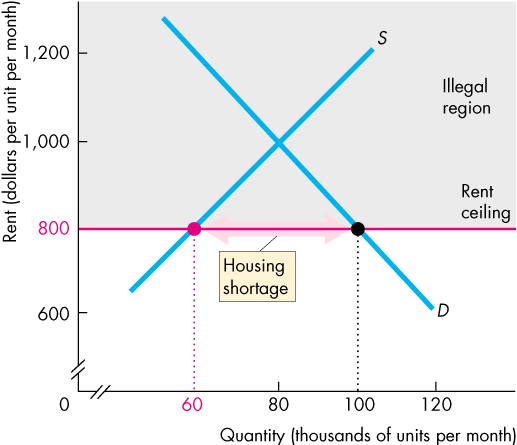 Rent (dollars per unit per month)
1,200
1,000
800
600
0
S
Illegal
region
Rent
ceiling
Housing
shortage
D
60
80
100
120
Quantity (thousands of units per month)